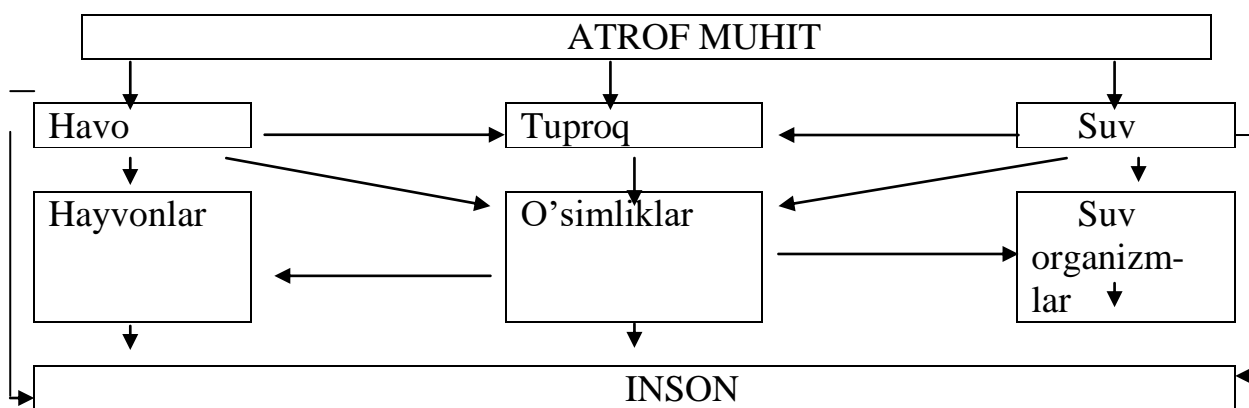 ATROF MUHIT
Havo
Tuproq
Suv
Hayvonlar
O’simliklar
Suv
organizm-
lar
INSON